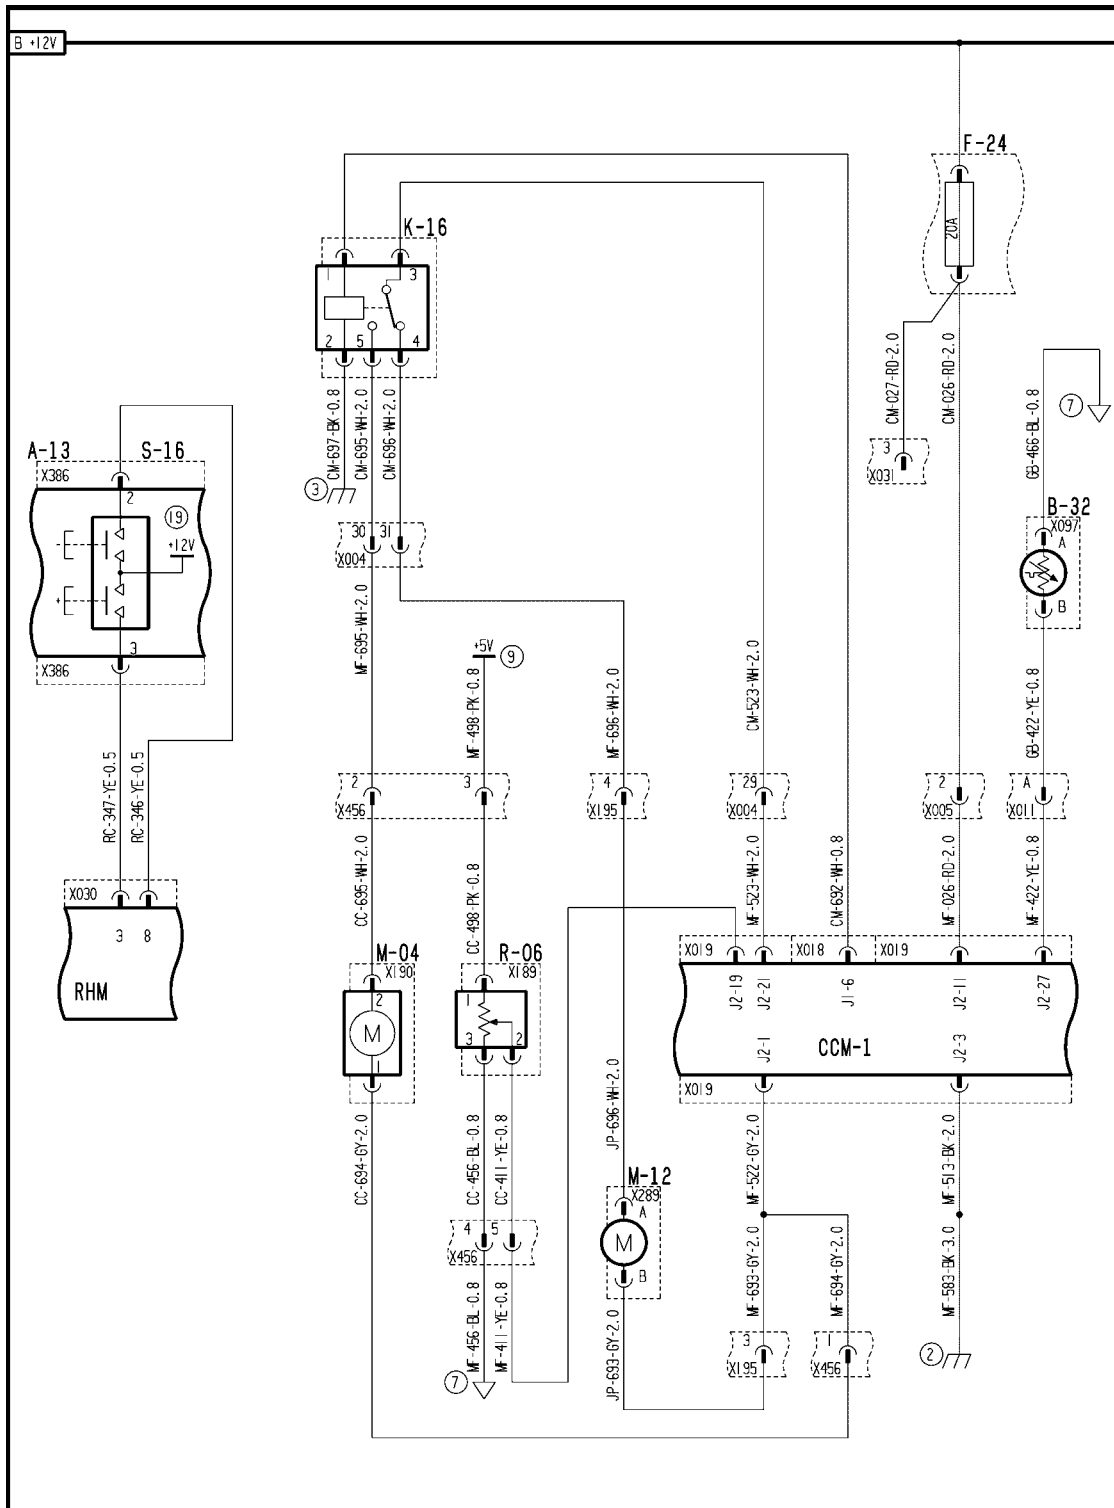 B +12V
F-24
20A
K-16
1
3
2
5
4
CM-697-BK-0.8
CM-695-WH-2.0
CM-696-WH-2.0
CM-027-RD-2.0
CM-026-RD-2.0
GB-466-BL-0.8
7
A-13
S-16
X386
2
19
+12V
-
+
3
X386
3
30
31
X004
3
X031
B-32
X097
A
B
MF-695-WH-2.0
+5V
9
MF-498-PK-0.8
MF-696-WH-2.0
CM-523-WH-2.0
GB-422-YE-0.8
RC-347-YE-0.5
RC-346-YE-0.5
2
3
X456
4
X195
29
X004
2
X005
A
X011
CC-695-WH-2.0
CC-498-PK-0.8
MF-523-WH-2.0
CM-692-WH-0.8
MF-026-RD-2.0
MF-422-YE-0.8
X030
3
8
RHM
M-04
X190
2
M
1
R-06
X189
1
3
2
X019
X018
X019
J2-19
J2-21
J1-6
J2-11
J2-27
J2-1
CCM-1
J2-3
X019
CC-694-GY-2.0
CC-456-BL-0.8
CC-411-YE-0.8
JP-696-WH-2.0
MF-522-GY-2.0
MF-513-BK-2.0
M-12
X289
A
M
B
4
5
X456
MF-456-BL-0.8
MF-411-YE-0.8
7
JP-693-GY-2.0
MF-693-GY-2.0
MF-694-GY-2.0
MF-583-BK-3.0
3
X195
1
X456
2